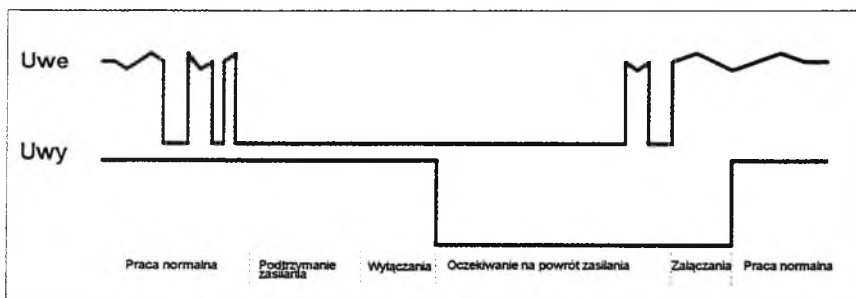 Uwe
Uwy
Praca normalna
Podtrzymanie
zasilania
Wyłączania
Oczekiwanie na powrót zasilania
Załączania
Praca normalna